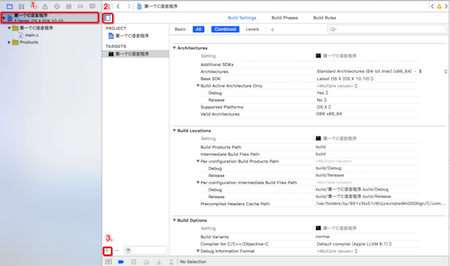 1.
第一个C语言程序
1 target, OS X SDK 10.10
第一个C语言程序
main.c
Products
2.
第一个C语言程序
Build Settings Build Phases Build Rules
PROJECT
第一个C语言程序
TARGETS
第一个C语言程序
Basic All Combined Levels
Architectures
Setting 第一个C语言程序
Additional SDKs
Architectures Standard Architectures (64-bit Intel) (x86_64) - $
Base SDK Latest OS X (OS X 10.10)
Build Active Architecture Only <Multiple values>
Debug Yes
Release No
Supported Platforms OS X
Valid Architectures i386 x86_64
Build Locations
Setting 第一个C语言程序
Build Products Path build
Intermediate Build Files Path build
Per-configuration Build Products Path <Multiple values>
Debug build/Debug
Release build/Release
Per-configuration Intermediate Build Files Path <Multiple values>
Debug build/第一个C语言程序.build/Debug
Release build/第一个C语言程序.build/Release
Precompiled Headers Cache Path
Build Options
Setting 第一个C语言程序
Build Variants normal
Compiler for C/C++/Objective-C Default compiler (Apple LLVM 6.1)
Debug Information Format <Multiple values>
3.
No Selection